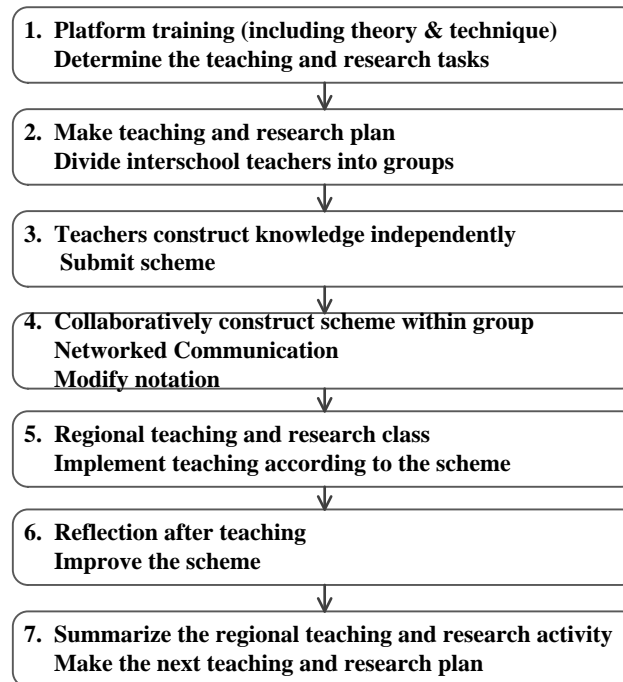 1. Platform training (including theory & technique)
Determine the teaching and research tasks
2. Make teaching and research plan
Divide interschool teachers into groups
3. Teachers construct knowledge independently
Submit scheme
4. Collaboratively construct scheme within group
Networked Communication
Modify notation
5. Regional teaching and research class
Implement teaching according to the scheme
6. Reflection after teaching
Improve the scheme
7. Summarize the regional teaching and research activity
Make the next teaching and research plan